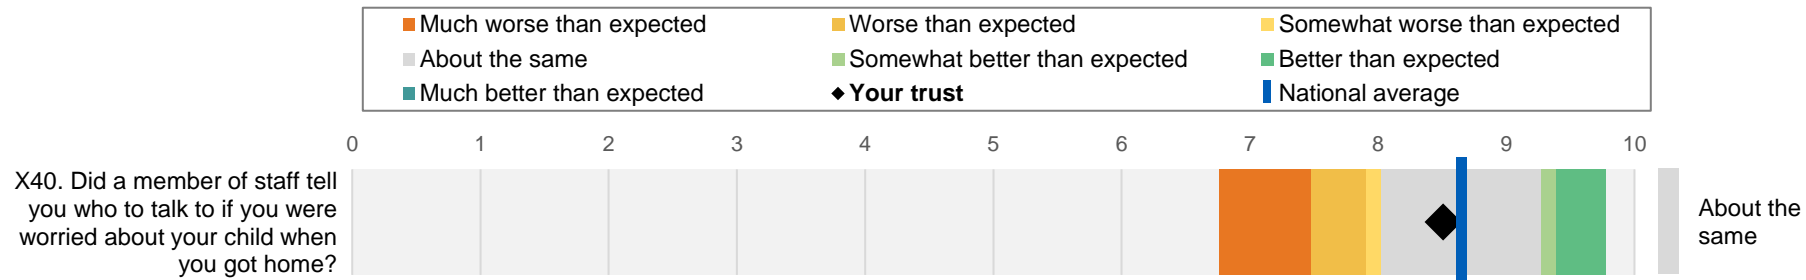 Much worse than expected
Worse than expected
Somewhat worse than expected
About the same
Somewhat better than expected
Better than expected
Much better than expected
Your trust
National average
0 1 2 3 4 5 6 7 8 9 10
X40. Did a member of staff tell
you who to talk to if you were
worried about your child when
you got home?
About the
same